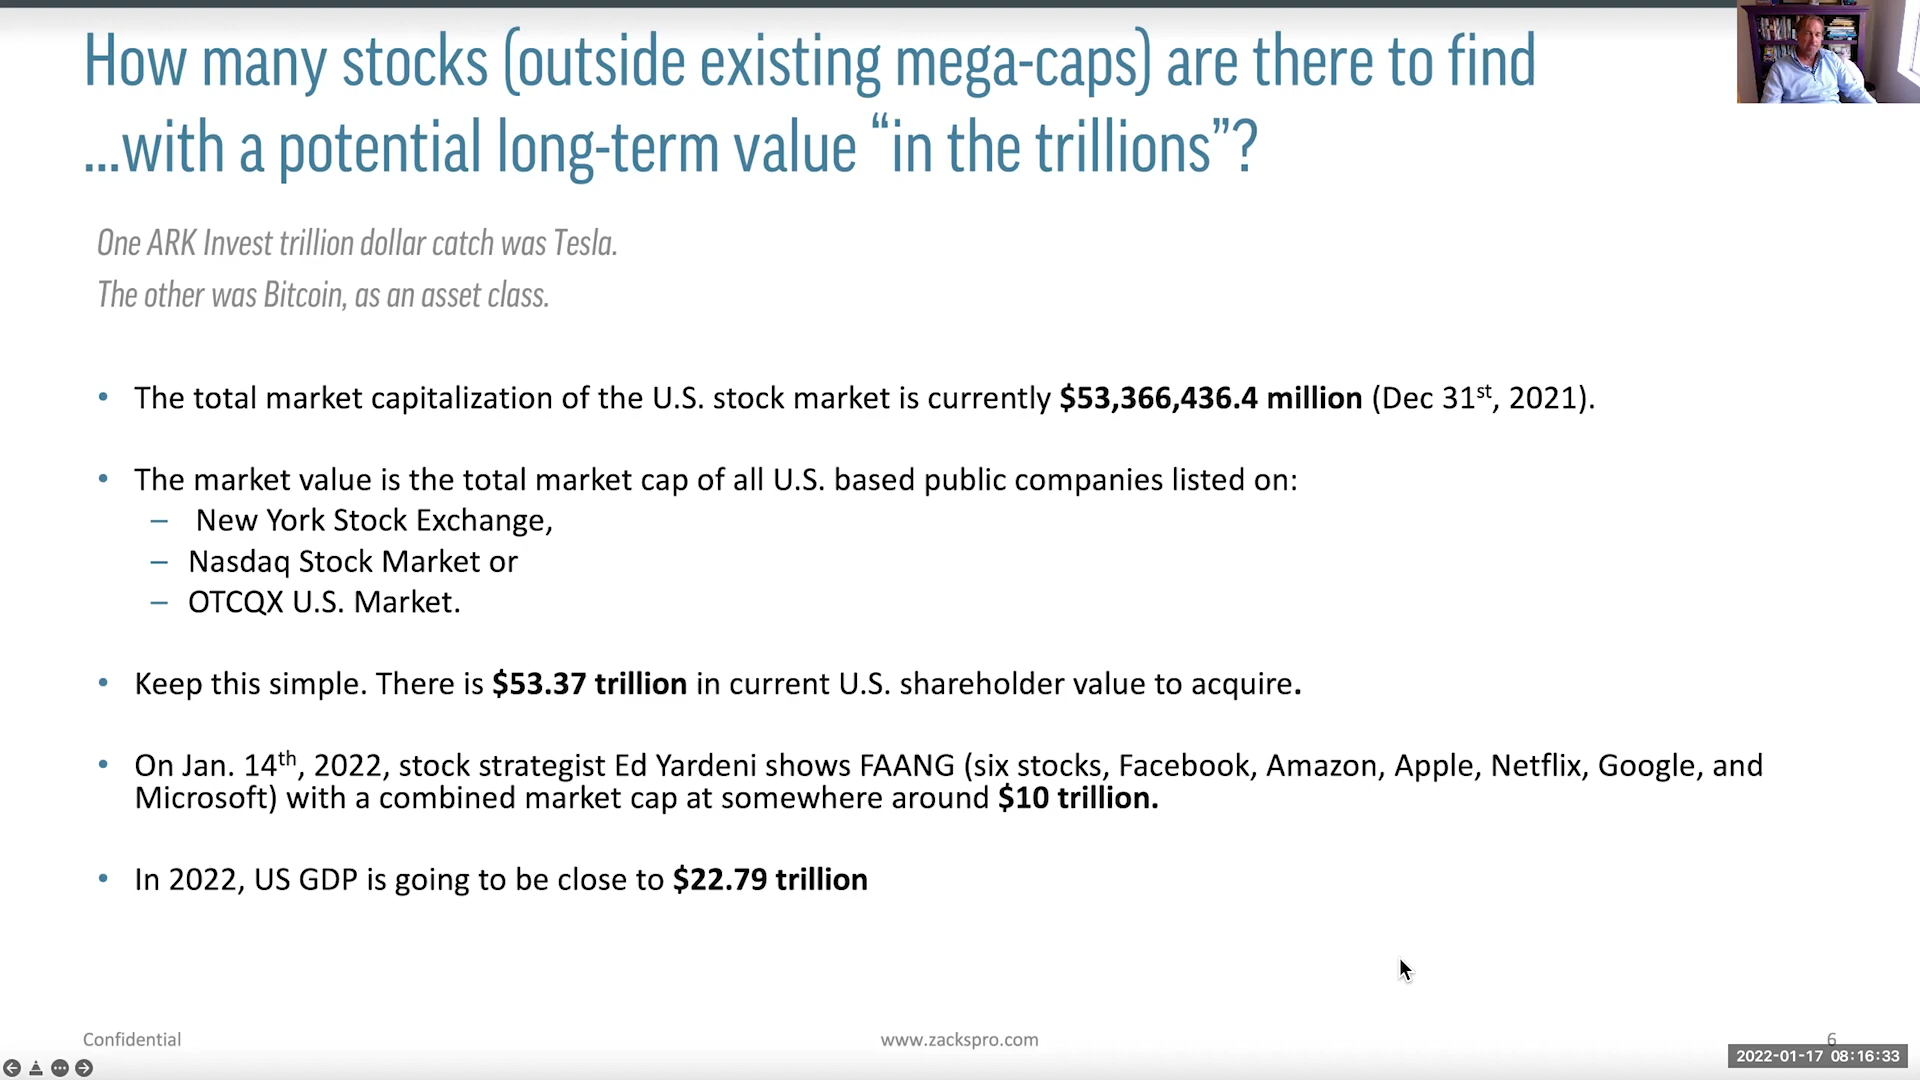 How many stocks (outside existing mega-caps) are there to find
...with a potential long-term value “in the trillions”?
One ARK Invest trillion dollar catch was Tesla.
The other was Bitcoin, as an asset class.
• The total market capitalization of the U.S. stock market is currently $53,366,436.4 million (Dec 31st, 2021).
• The market value is the total market cap of all U.S. based public companies listed on:
– New York Stock Exchange,
– Nasdaq Stock Market or
– OTCQX U.S. Market.
• Keep this simple. There is $53.37 trillion in current U.S. shareholder value to acquire.
• On Jan. 14th, 2022, stock strategist Ed Yardeni shows FAANG (six stocks, Facebook, Amazon, Apple, Netflix, Google, and
Microsoft) with a combined market cap at somewhere around $10 trillion.
• In 2022, US GDP is going to be close to $22.79 trillion
Confidential
www.zackspro.com
6
2022-01-17 08:16:33